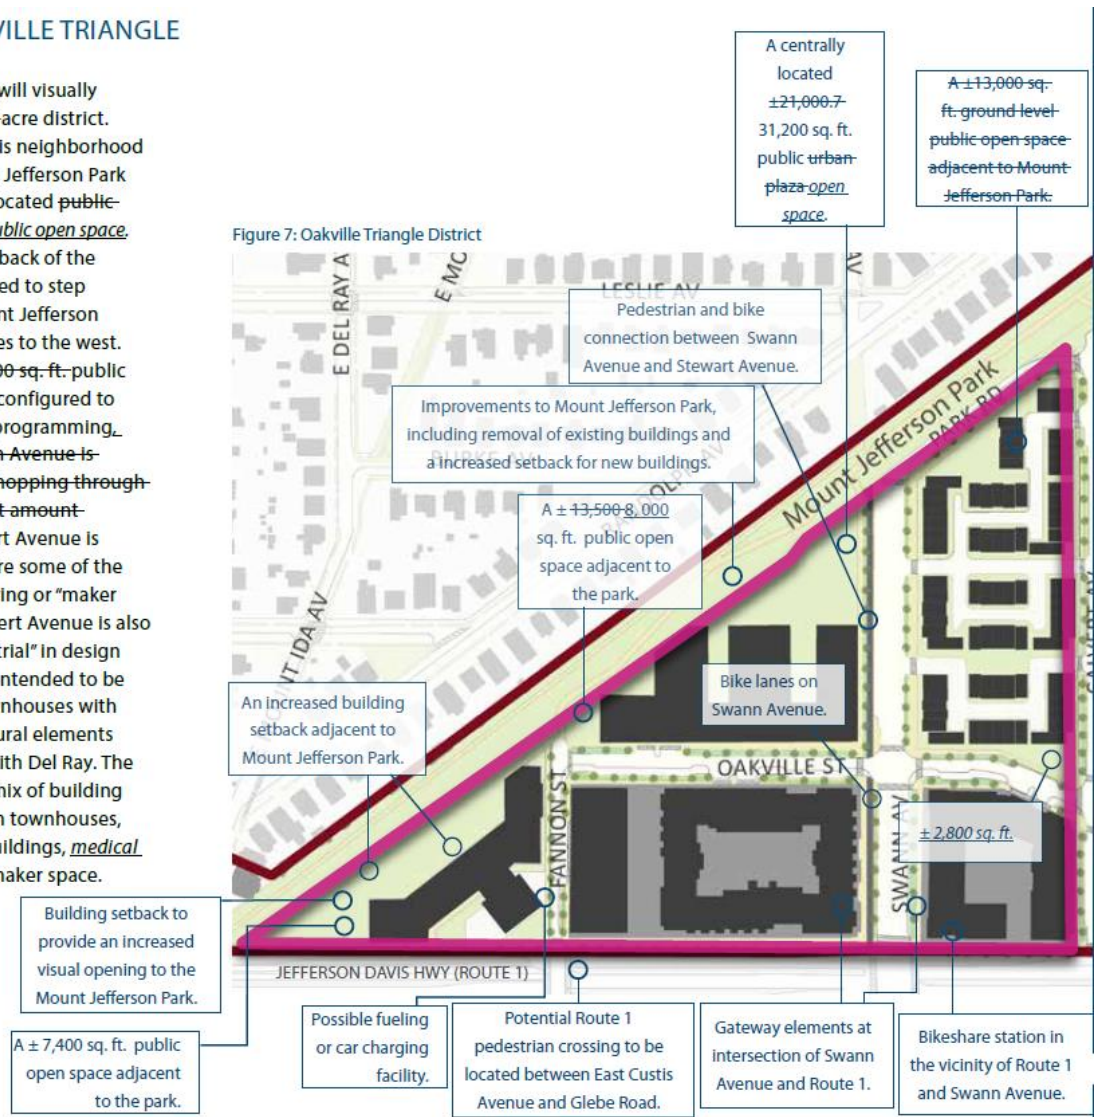 VILLE TRIANGLE
will visually
-acre district.
is neighborhood
Jefferson Park
ocated public
ublic open space.
back of the
ed to step
nt Jefferson
es to the west.
00 sq. ft. public
configured to
programming,
n Avenue is
hopping through
t amount
rt Avenue is
re some of the
ring or "maker
ert Avenue is also
trial" in design
ntended to be
nhouses with
ural elements
ith Del Ray. The
nix of building
n townhouses,
uildings, medical
naker space.
A centrally
located
±21,000.7
31,200 sq. ft.
public urban
plaza open
space.
A ±13,000 sq.
ft. ground level
public open space
adjacent to Mount
Jefferson Park.
Figure 7: Oakville Triangle District
E DEL RAY A
E MO
LESLIE AV
AV
Pedestrian and bike
connection between Swann
Avenue and Stewart Avenue.
Improvements to Mount Jefferson Park,
including removal of existing buildings and
a increased setback for new buildings.
BURKE AV
RANDOLPH AV
Mount Jefferson Park
PARK RD
A ± 13,500 8,000
sq. ft. public open
space adjacent to
the park.
MOUNT IDA AV
CALVERT AV
Bike lanes on
Swann Avenue.
An increased building
setback adjacent to
Mount Jefferson Park.
OAKVILLE ST
FANNON ST
SWANN AV
± 2,800 sq. ft.
Building setback to
provide an increased
visual opening to the
Mount Jefferson Park.
JEFFERSON DAVIS HWY (ROUTE 1)
A ± 7,400 sq. ft. public
open space adjacent
to the park.
Possible fueling
or car charging
facility.
Potential Route 1
pedestrian crossing to be
located between East Custis
Avenue and Glebe Road.
Gateway elements at
intersection of Swann
Avenue and Route 1.
Bikeshare station in
the vicinity of Route 1
and Swann Avenue.